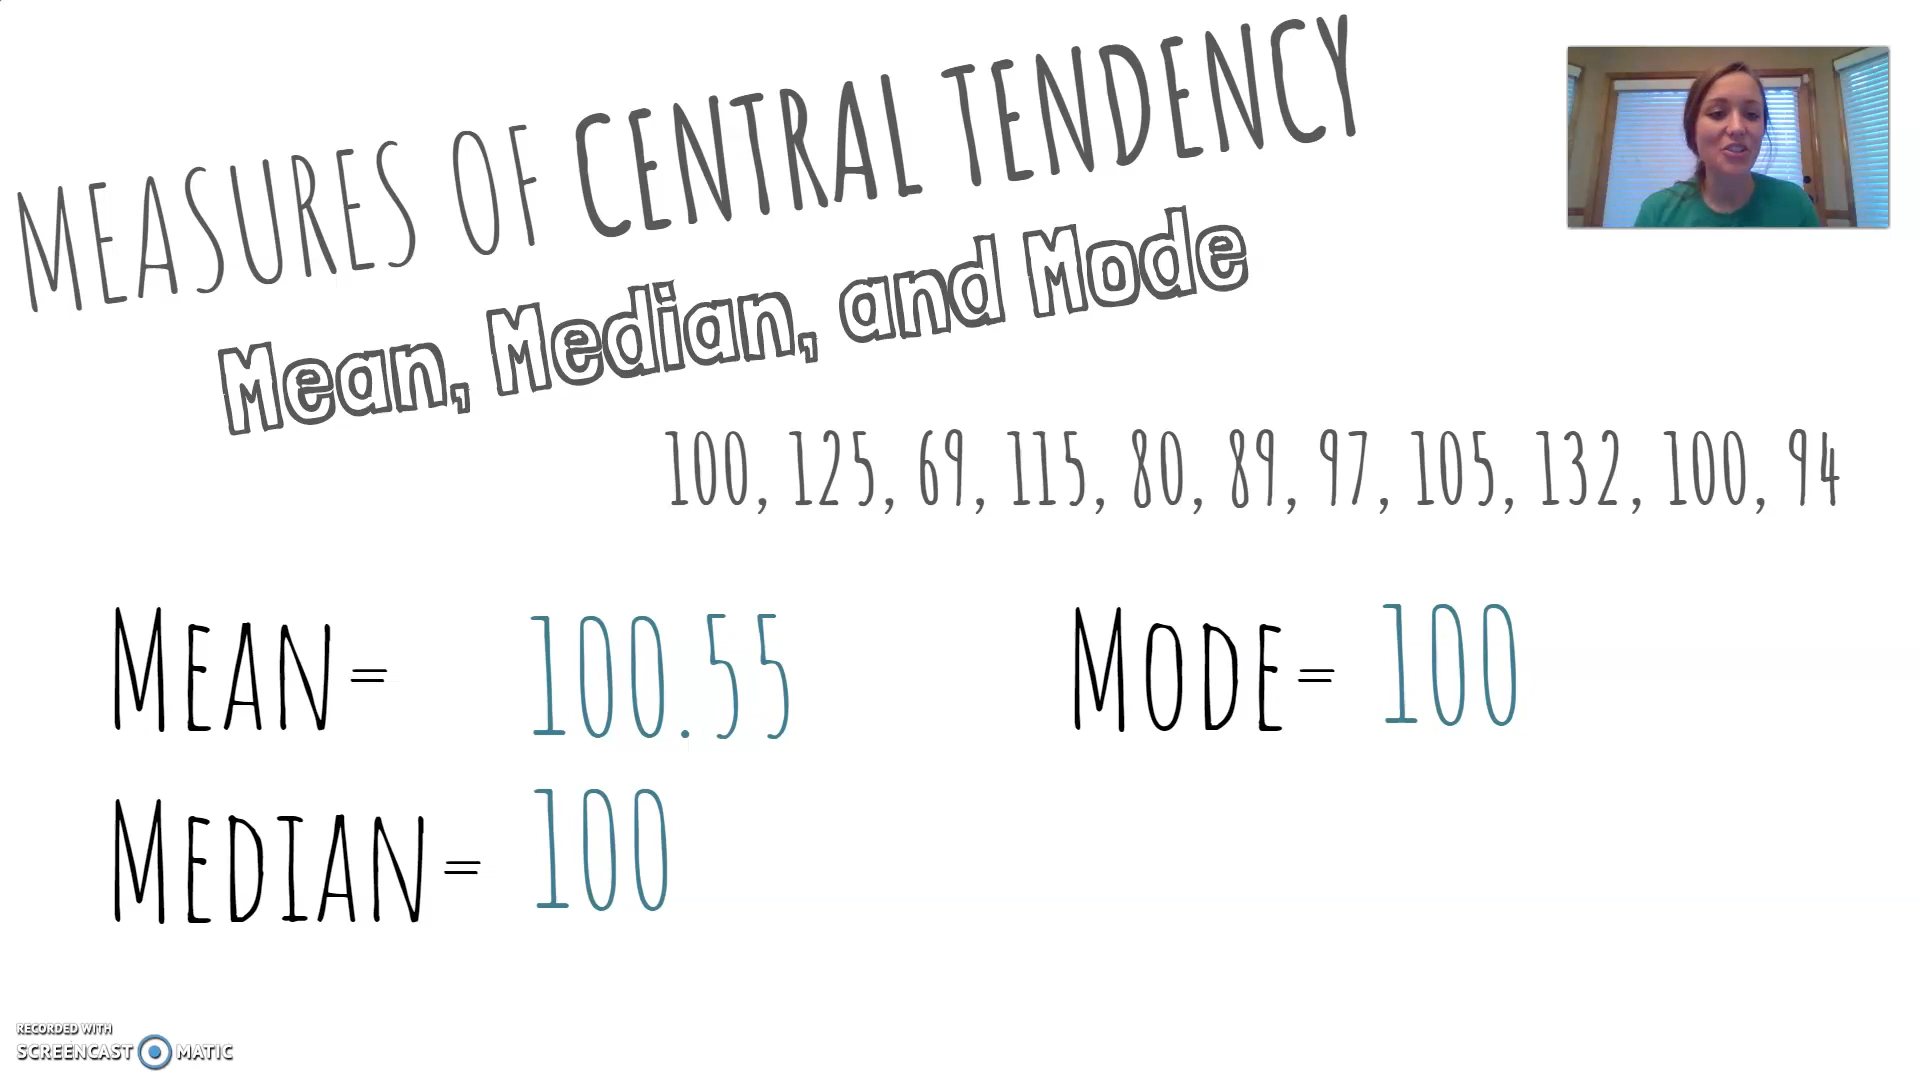 MEASURES OF CENTRAL TENDENCY
Mean, Median, and Mode
100, 125, 69, 115, 80, 89, 97, 105, 132, 100, 94
MEAN= 100.55
MODE= 100
MEDIAN= 100
RECORDED WITH
SCREENCAST MATIC